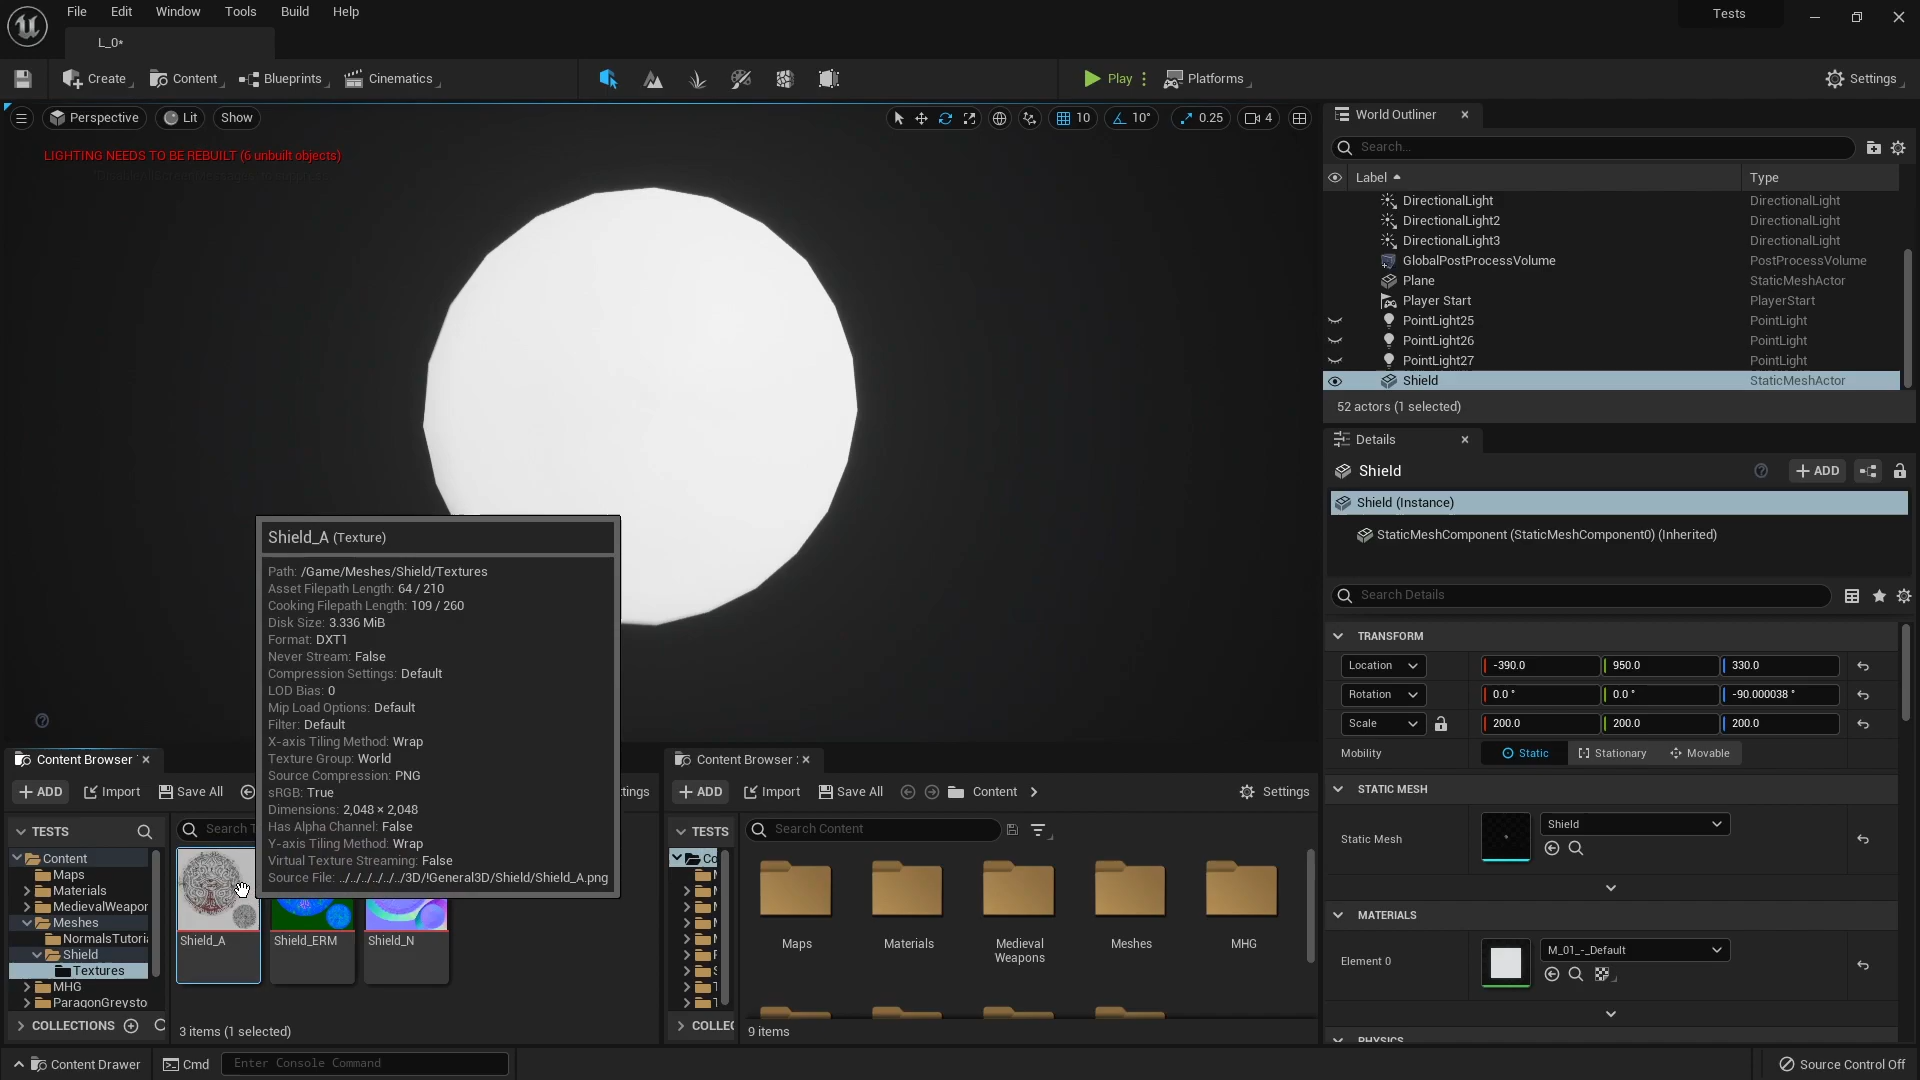 File Edit Window Tools Build Help
Tests
L_0*
Create Content Blueprints Cinematics Play Platforms Settings
Perspective Lit Show 10 10° 0.25 4
LIGHTING NEEDS TO BE REBUILT (6 unbuilt objects)
World Outliner
Search...
Label Type
DirectionalLight DirectionalLight
DirectionalLight2 DirectionalLight
DirectionalLight3 DirectionalLight
GlobalPostProcessVolume PostProcessVolume
Plane StaticMeshActor
Player Start PlayerStart
PointLight25 PointLight
PointLight26 PointLight
PointLight27 PointLight
Shield StaticMeshActor
52 actors (1 selected)
Details
Shield ADD
Shield (Instance)
StaticMeshComponent (StaticMeshComponent0) (Inherited)
Search Details
TRANSFORM
Location -390.0 950.0 330.0
Rotation 0.0 ° 0.0 ° -90.000038 °
Scale 200.0 200.0 200.0
Mobility Static Stationary Movable
STATIC MESH
Static Mesh Shield
MATERIALS
Element 0 M_01_-_Default
PHYSICS
Shield_A (Texture)
Path: /Game/Meshes/Shield/Textures
Asset Filepath Length: 64 / 210
Cooking Filepath Length: 109 / 260
Disk Size: 3.336 MiB
Format: DXT1
Never Stream: False
Compression Settings: Default
LOD Bias: 0
Mip Load Options: Default
Filter: Default
X-axis Tiling Method: Wrap
Texture Group: World
Source Compression: PNG
sRGB: True
Dimensions: 2,048 × 2,048
Has Alpha Channel: False
Y-axis Tiling Method: Wrap
Virtual Texture Streaming: False
Source File: ../../../../../../3D/!General3D/Shield/Shield_A.png
Content Browser
ADD Import Save All ttings
TESTS
Search T
Content
Maps
Materials
MedievalWeapor
Meshes
NormalsTutoria
Shield
Textures
MHG
ParagonGreysto
COLLECTIONS
Shield_A Shield_ERM Shield_N
3 items (1 selected)
Content Browser
ADD Import Save All Content Settings
TESTS
Search Content
Co
Maps Materials Medieval Weapons Meshes MHG
COLLEC
9 items
Content Drawer Cmd Enter Console Command Source Control Off